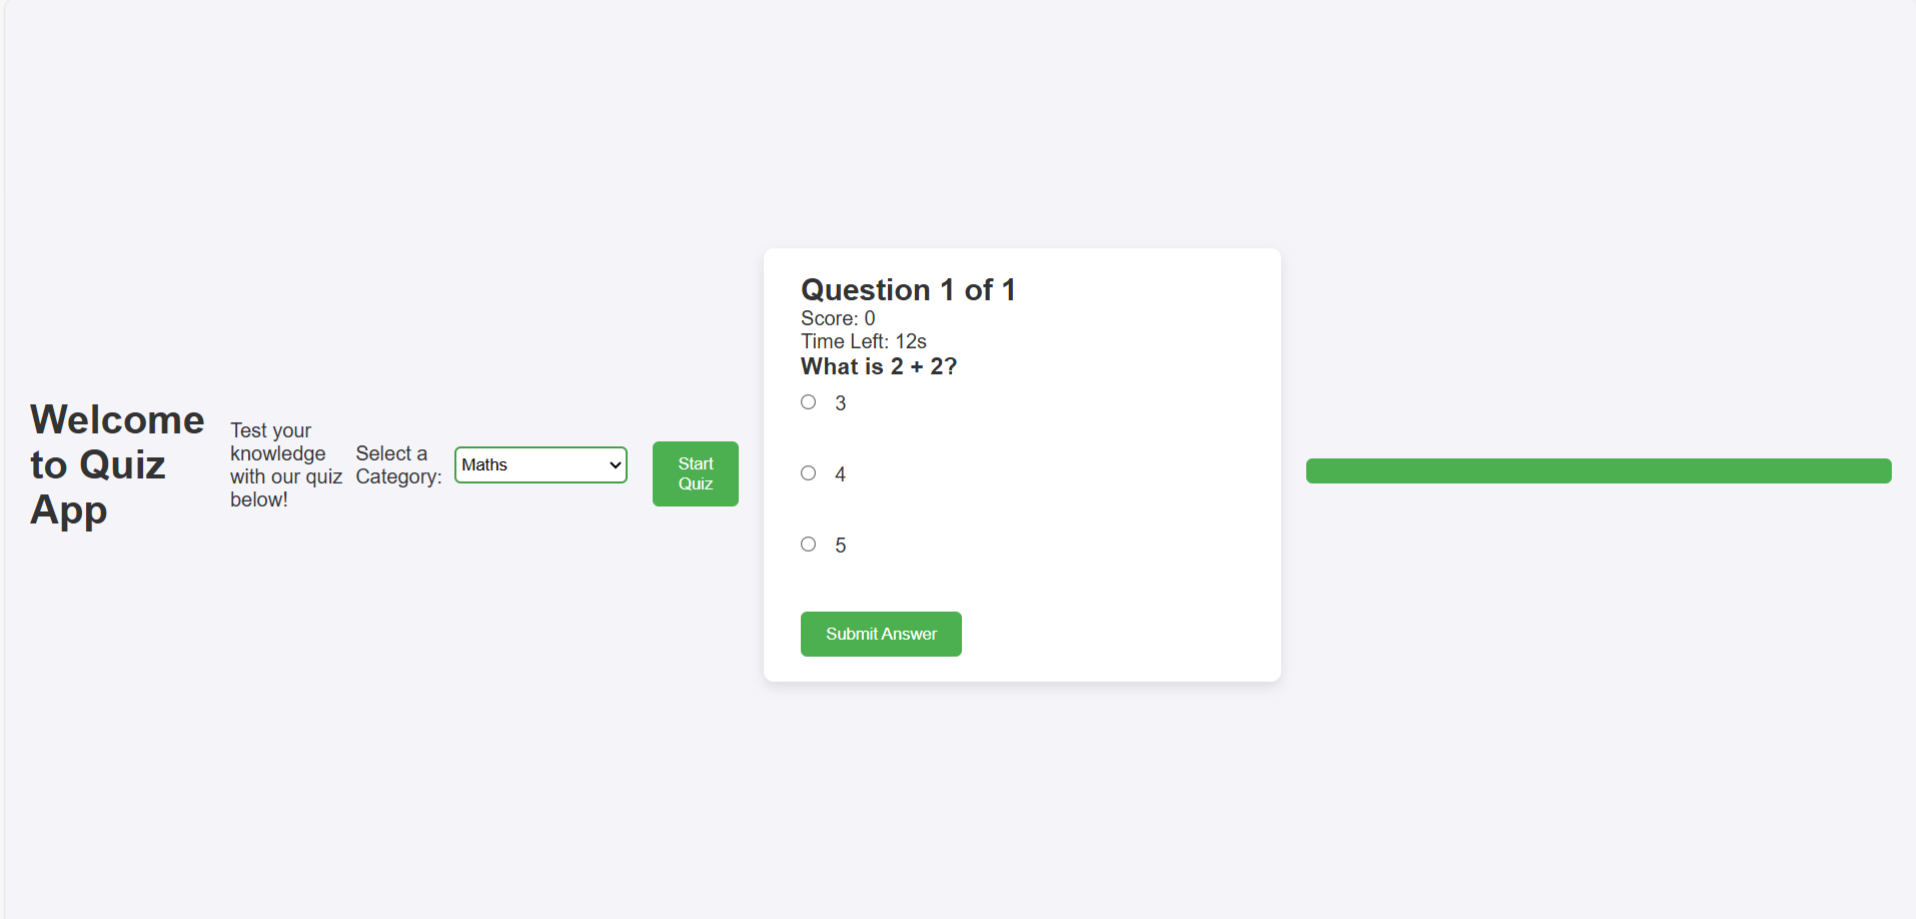 Welcome
to Quiz
App
Test your
knowledge
with our quiz
below!
Select a
Category:
Maths
Start
Quiz
Question 1 of 1
Score: 0
Time Left: 12s
What is 2 + 2?
3
4
5
Submit Answer